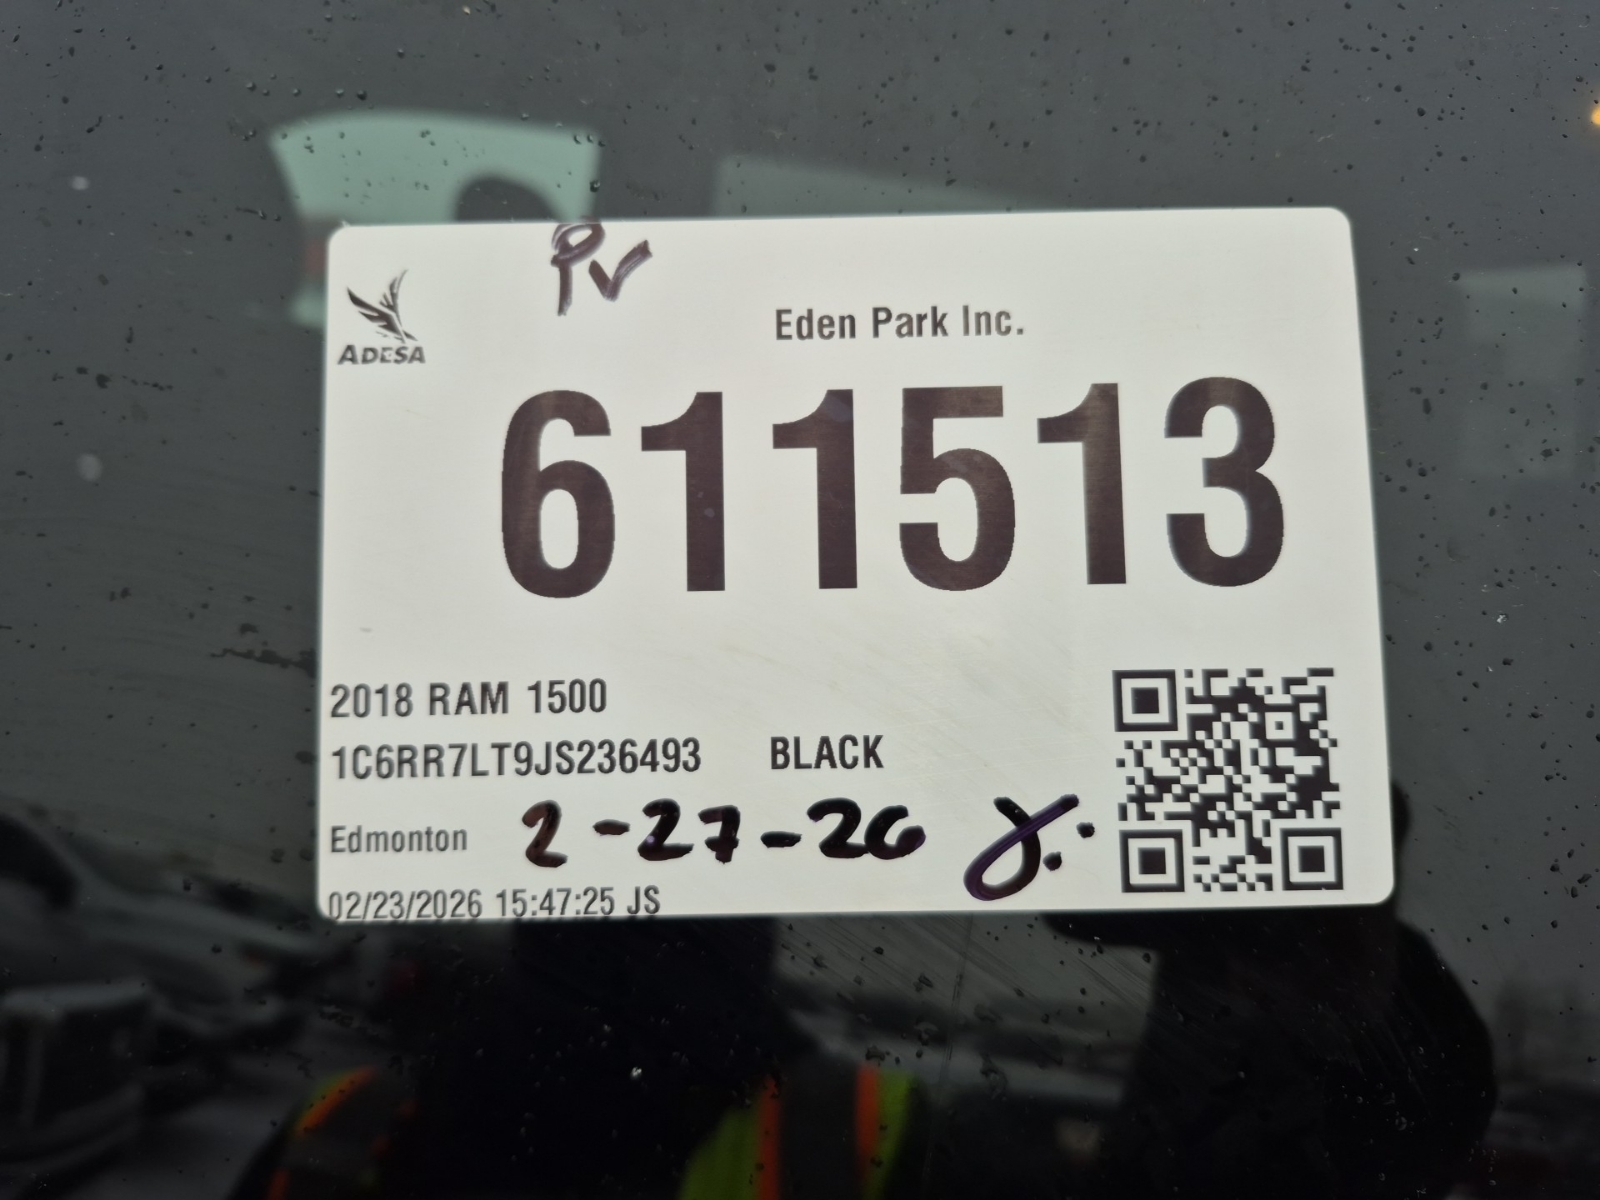 PV
ADESA
Eden Park Inc.
611513
2018 RAM 1500
1C6RR7LT9JS236493 BLACK
Edmonton 2-27-26
02/23/2026 15:47:25 JS